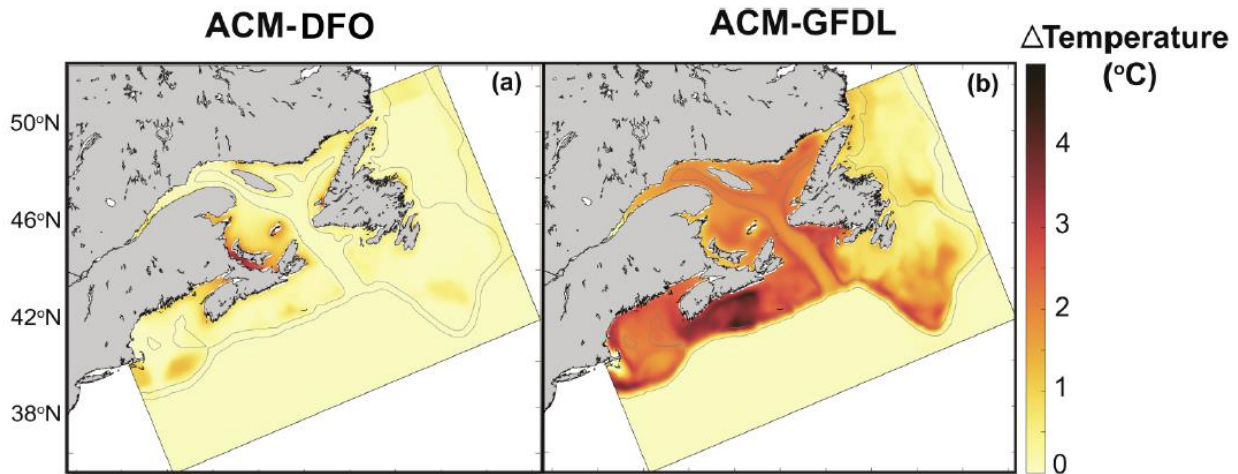 ACM-DFO
ACM-GFDL
△Temperature
(°C)
(a)
(b)
50°N
46°N
42°N
38°N
4
3
2
1
0